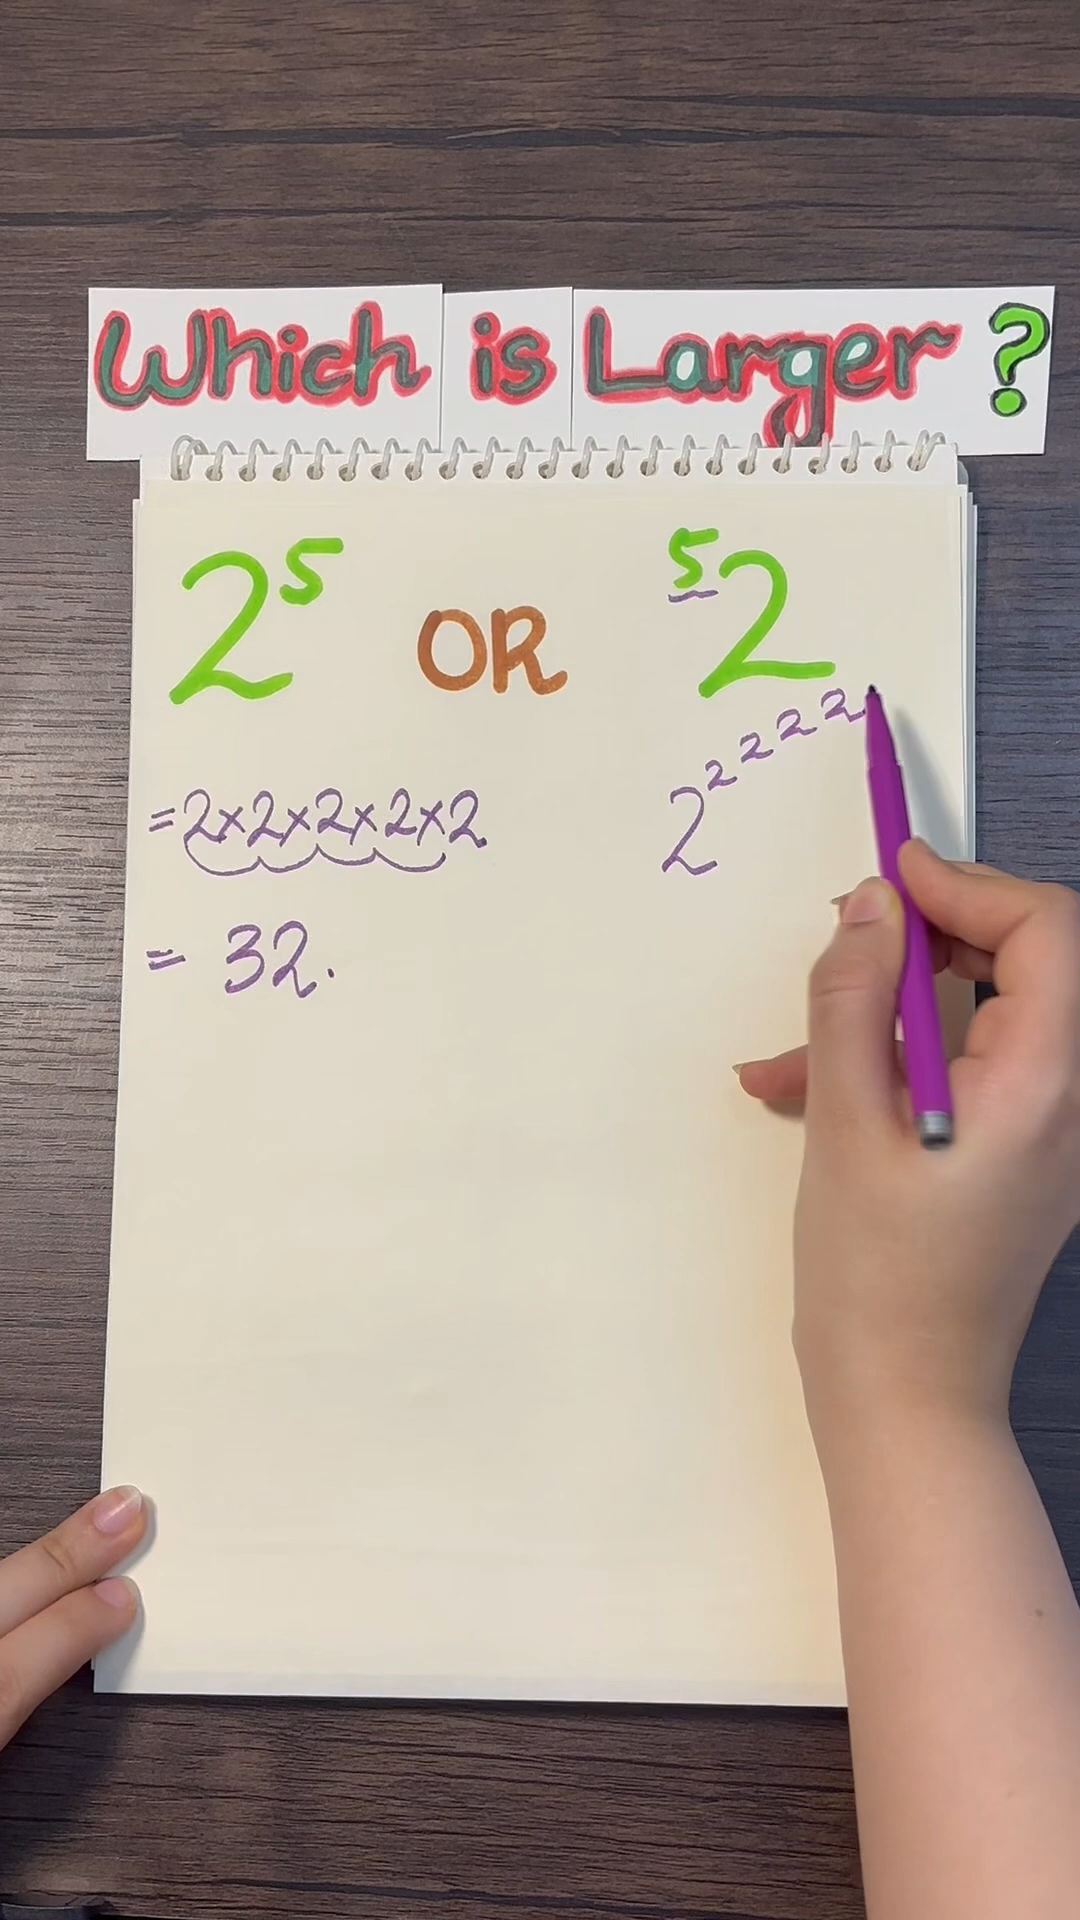 Which is Larger ?
2⁵ OR ⁵2
=2×2×2×2×2
2^2^2^2^2
= 32.